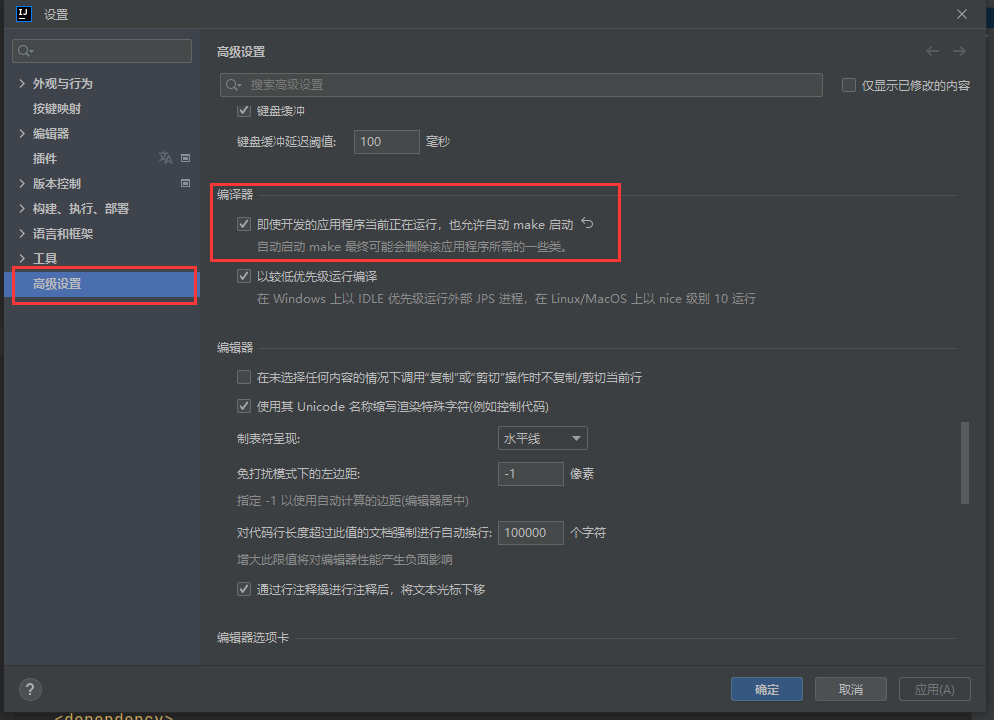 设置
外观与行为
按键映射
编辑器
插件
版本控制
构建、执行、部署
语言和框架
工具
高级设置
高级设置
搜索高级设置
仅显示已修改的内容
键盘缓冲
键盘缓冲延迟阈值: 100 毫秒
编译器
即使开发的应用程序当前正在运行，也允许自动 make 启动
自动启动 make 最终可能会删除该应用程序所需的一些类。
以较低优先级运行编译
在 Windows 上以 IDLE 优先级运行外部 JPS 进程，在 Linux/MacOS 上以 nice 级别 10 运行
编辑器
在未选择任何内容的情况下调用“复制”或“剪切”操作时不复制/剪切当前行
使用其 Unicode 名称缩写渲染特殊字符(例如控制代码)
制表符呈现: 水平线
免打扰模式下的左边距: -1 像素
指定 -1 以使用自动计算的边距(编辑器居中)
对代码行长度超过此值的文档强制进行自动换行: 100000 个字符
增大此限值将对编辑器性能产生负面影响
通过行注释操进行注释后，将文本光标下移
编辑器选项卡
? 确定 取消 应用(A)
<dependency>